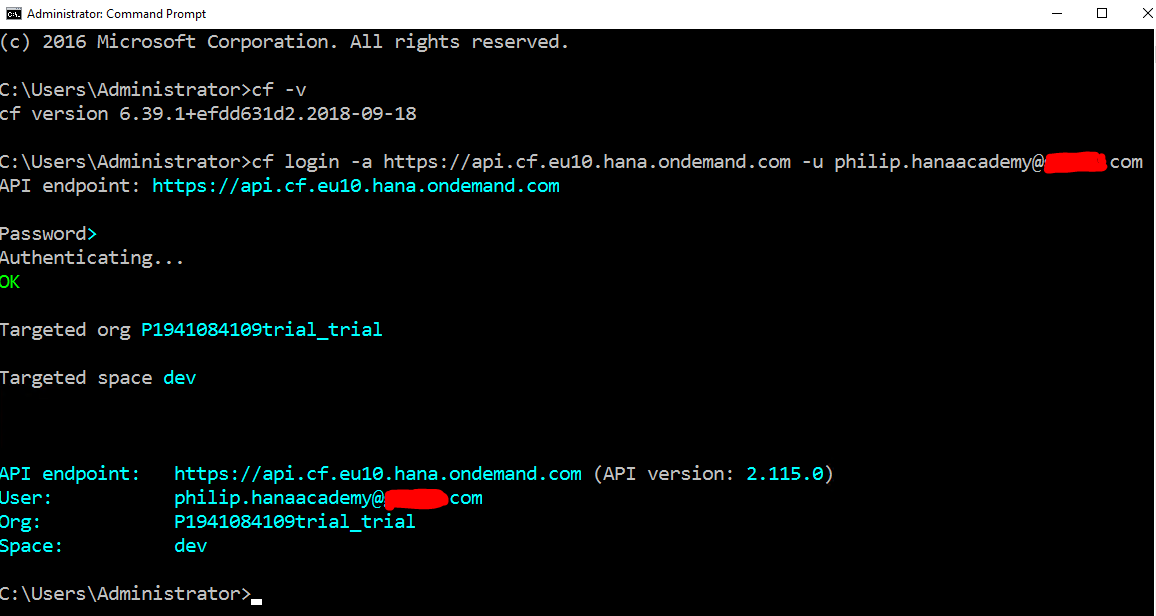 Administrator: Command Prompt
(c) 2016 Microsoft Corporation. All rights reserved.
C:\Users\Administrator>cf -v
cf version 6.39.1+efdd631d2.2018-09-18
C:\Users\Administrator>cf login -a https://api.cf.eu10.hana.ondemand.com -u philip.hanaacademy@ com
API endpoint: https://api.cf.eu10.hana.ondemand.com
Password>
Authenticating...
OK
Targeted org P1941084109trial_trial
Targeted space dev
API endpoint: https://api.cf.eu10.hana.ondemand.com (API version: 2.115.0)
User: philip.hanaacademy@ com
Org: P1941084109trial_trial
Space: dev
C:\Users\Administrator>